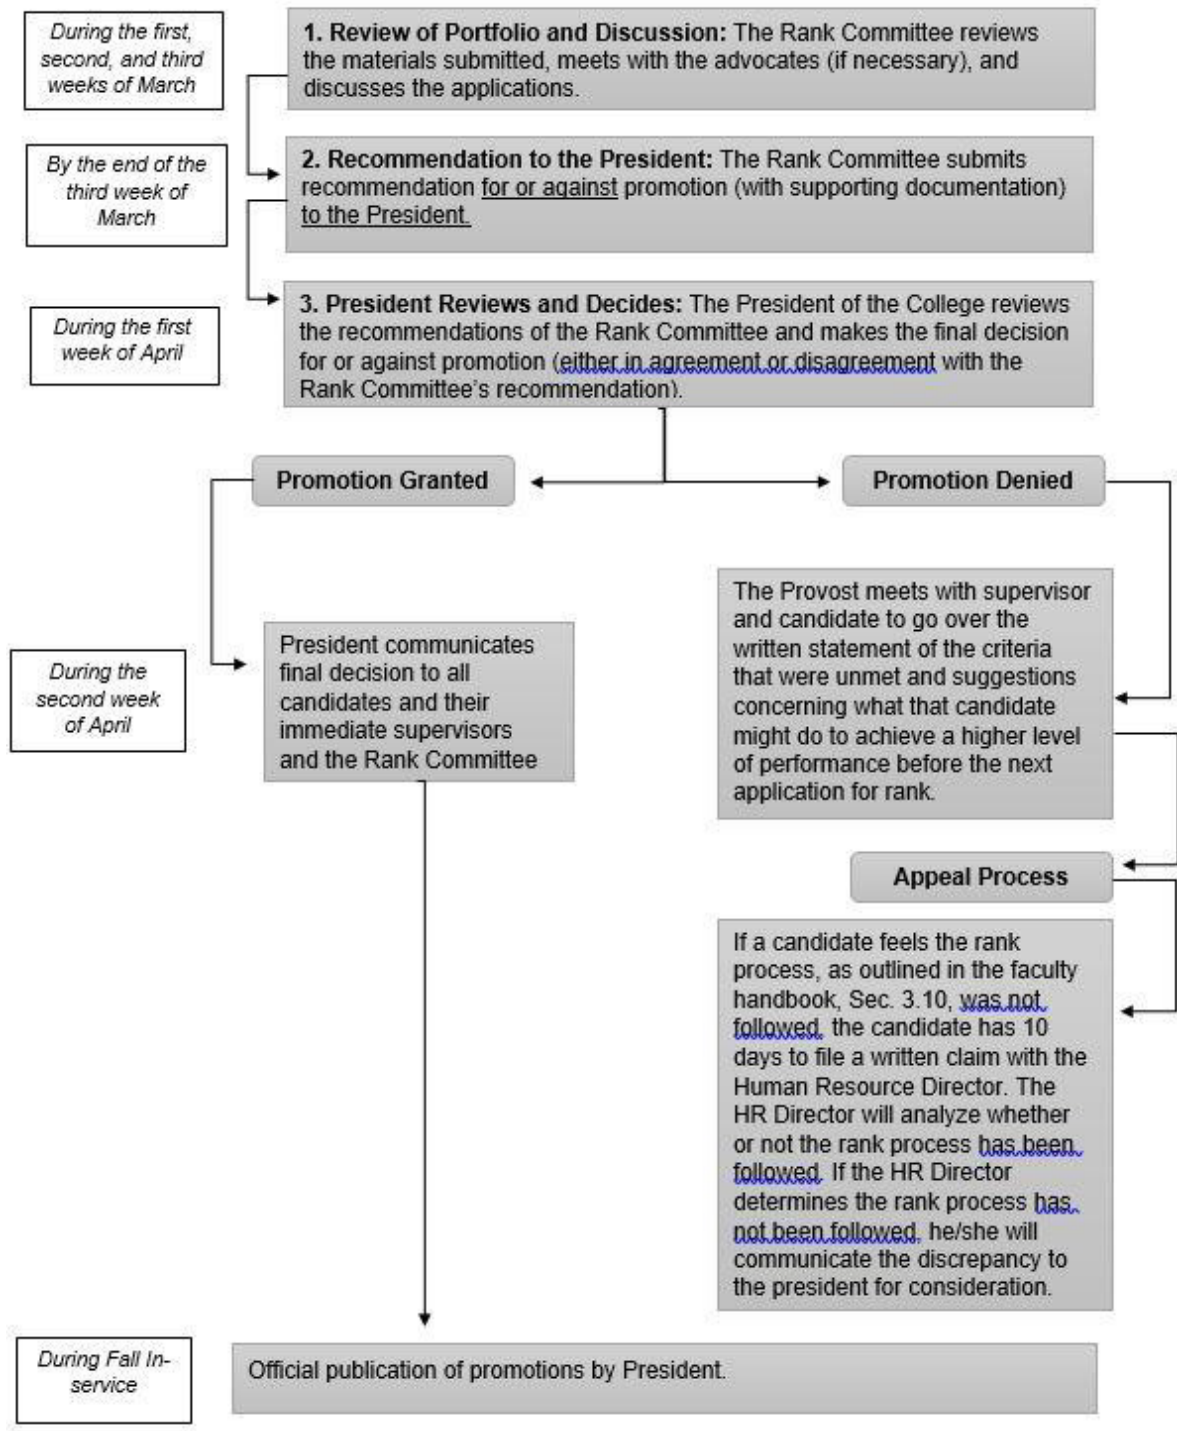 During the first,
second, and third
weeks of March
1. Review of Portfolio and Discussion: The Rank Committee reviews
the materials submitted, meets with the advocates (if necessary), and
discusses the applications.
By the end of the
third week of
March
2. Recommendation to the President: The Rank Committee submits
recommendation for or against promotion (with supporting documentation)
to the President.
During the first
week of April
3. President Reviews and Decides: The President of the College reviews
the recommendations of the Rank Committee and makes the final decision
for or against promotion (either in agreement or disagreement with the
Rank Committee's recommendation).
Promotion Granted
Promotion Denied
During the
second week
of April
President communicates
final decision to all
candidates and their
immediate supervisors
and the Rank Committee
The Provost meets with supervisor
and candidate to go over the
written statement of the criteria
that were unmet and suggestions
concerning what that candidate
might do to achieve a higher level
of performance before the next
application for rank.
Appeal Process
If a candidate feels the rank
process, as outlined in the faculty
handbook, Sec. 3.10, was not
followed, the candidate has 10
days to file a written claim with the
Human Resource Director. The
HR Director will analyze whether
or not the rank process has been
followed. If the HR Director
determines the rank process has
not been followed, he/she will
communicate the discrepancy to
the president for consideration.
During Fall In-
service
Official publication of promotions by President.